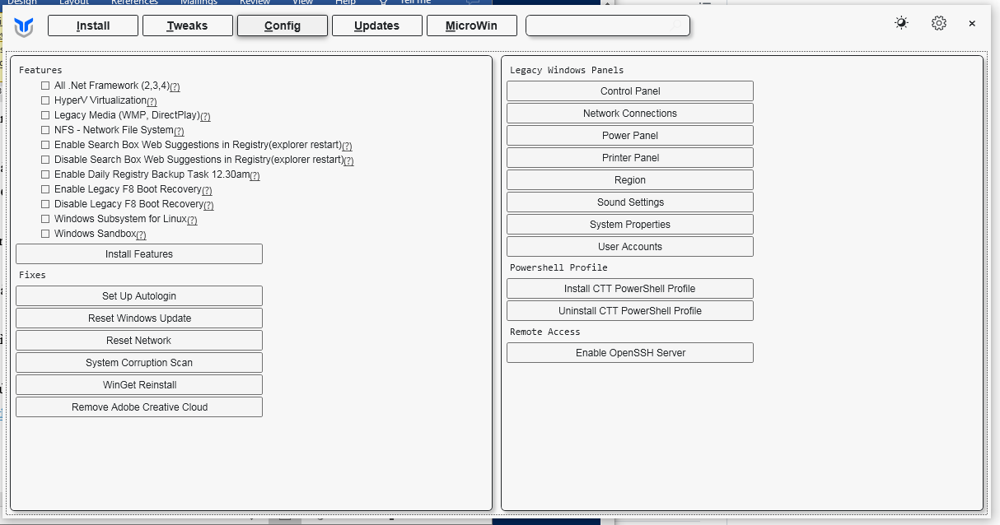 Design Layout References Mailings Review View Help Tell me
Install Tweaks Config Updates MicroWin
Features
All .Net Framework (2,3,4)(?)
HyperV Virtualization(?)
Legacy Media (WMP, DirectPlay)(?)
NFS - Network File System(?)
Enable Search Box Web Suggestions in Registry(explorer restart)(?)
Disable Search Box Web Suggestions in Registry(explorer restart)(?)
Enable Daily Registry Backup Task 12.30am(?)
Enable Legacy F8 Boot Recovery(?)
Disable Legacy F8 Boot Recovery(?)
Windows Subsystem for Linux(?)
Windows Sandbox(?)
Install Features
Fixes
Set Up Autologin
Reset Windows Update
Reset Network
System Corruption Scan
WinGet Reinstall
Remove Adobe Creative Cloud
Legacy Windows Panels
Control Panel
Network Connections
Power Panel
Printer Panel
Region
Sound Settings
System Properties
User Accounts
Powershell Profile
Install CTT PowerShell Profile
Uninstall CTT PowerShell Profile
Remote Access
Enable OpenSSH Server